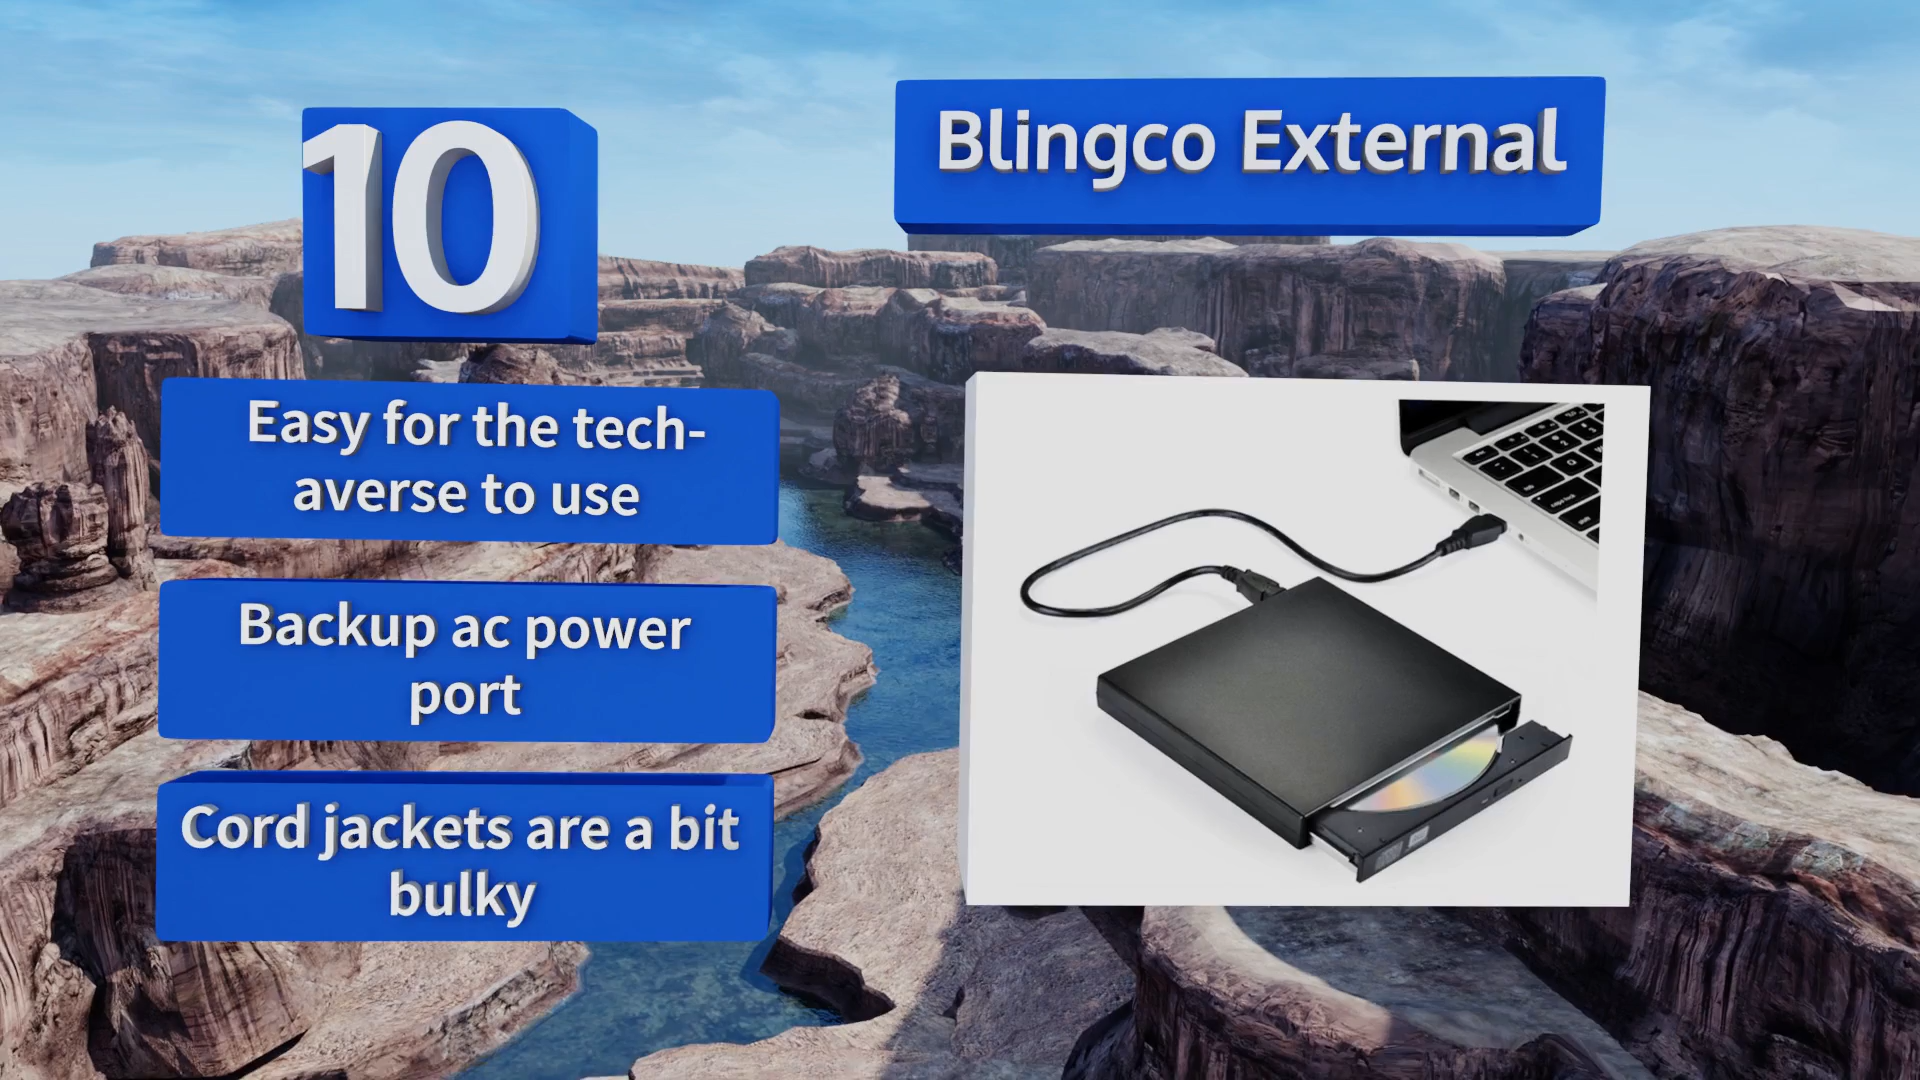 10
Blingco External
Easy for the tech-
averse to use
Backup ac power
port
Cord jackets are a bit
bulky